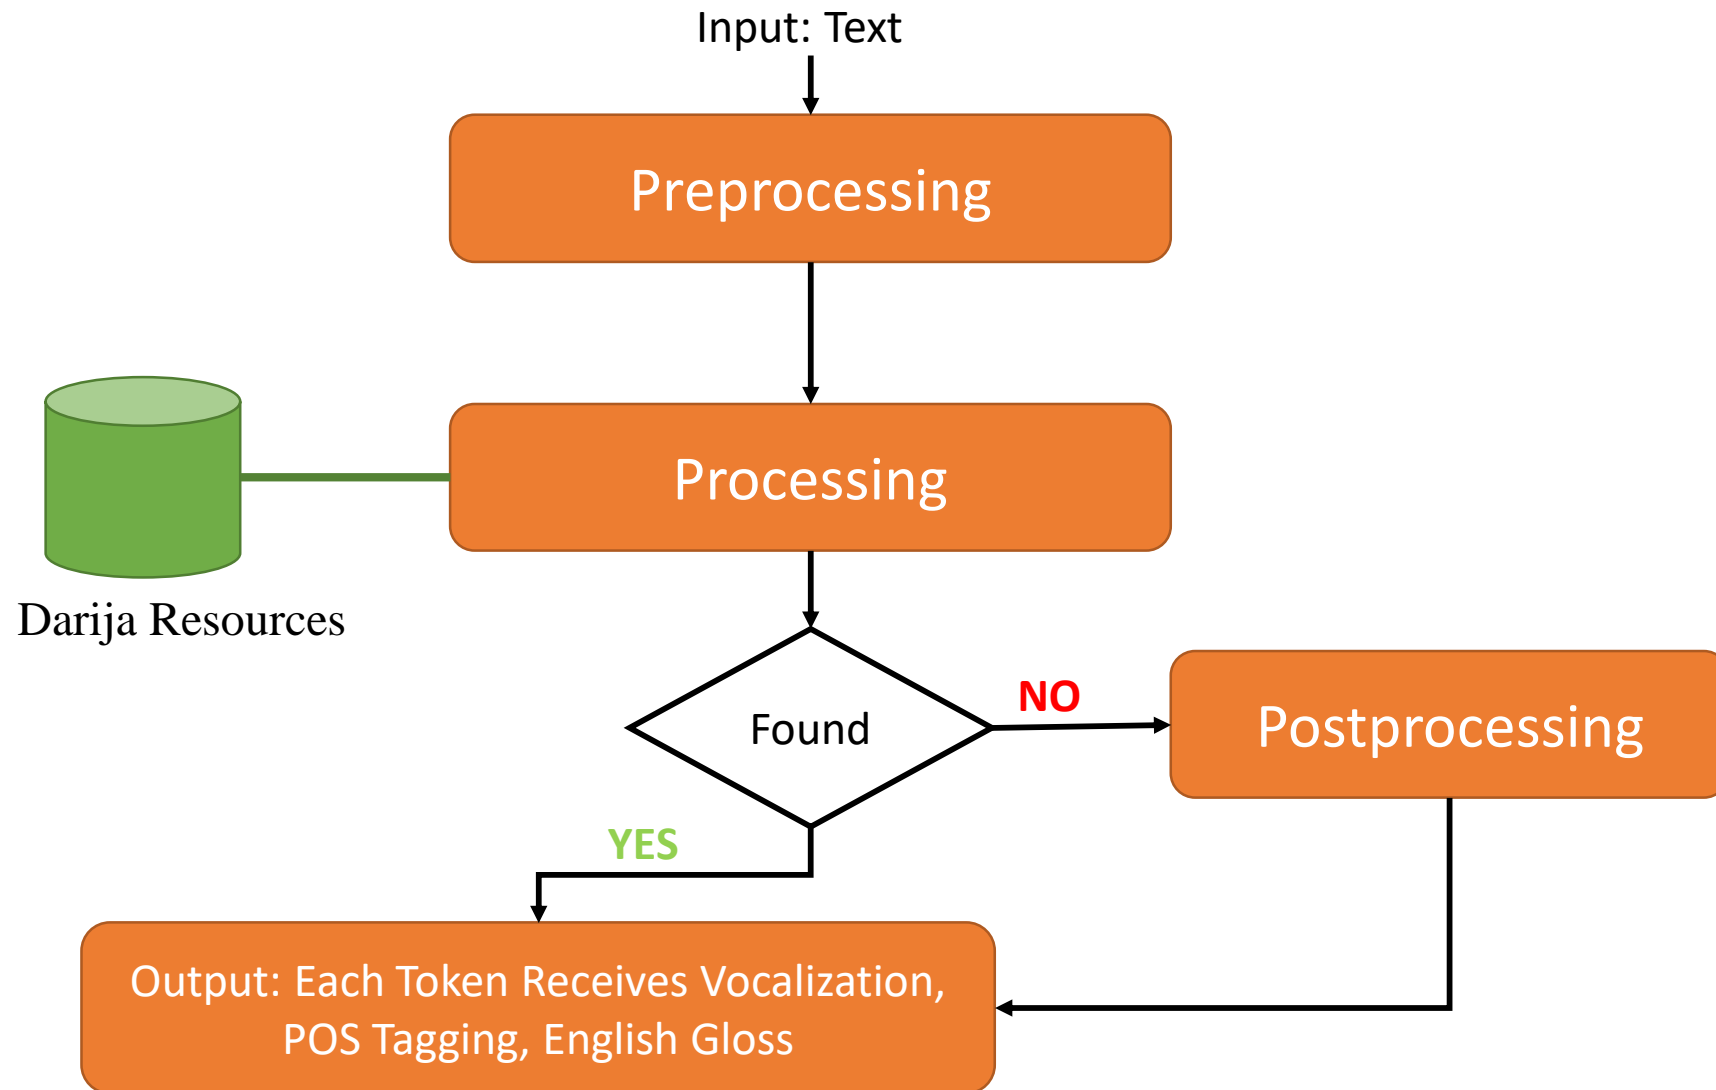 Input: Text
Preprocessing
Processing
Darija Resources
Found
NO
Postprocessing
YES
Output: Each Token Receives Vocalization,
POS Tagging, English Gloss